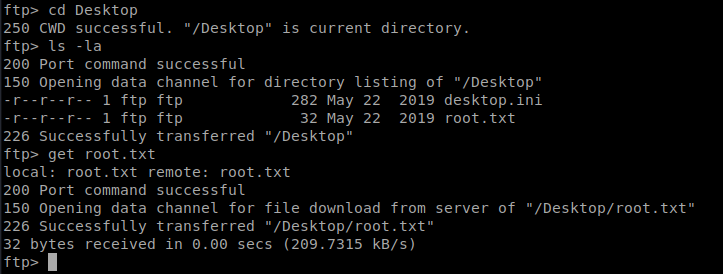 ftp> cd Desktop
250 CWD successful. "/Desktop" is current directory.
ftp> ls -la
200 Port command successful
150 Opening data channel for directory listing of "/Desktop"
-r--r--r-- 1 ftp ftp            282 May 22  2019 desktop.ini
-r--r--r-- 1 ftp ftp             32 May 22  2019 root.txt
226 Successfully transferred "/Desktop"
ftp> get root.txt
local: root.txt remote: root.txt
200 Port command successful
150 Opening data channel for file download from server of "/Desktop/root.txt"
226 Successfully transferred "/Desktop/root.txt"
32 bytes received in 0.00 secs (209.7315 kB/s)
ftp>